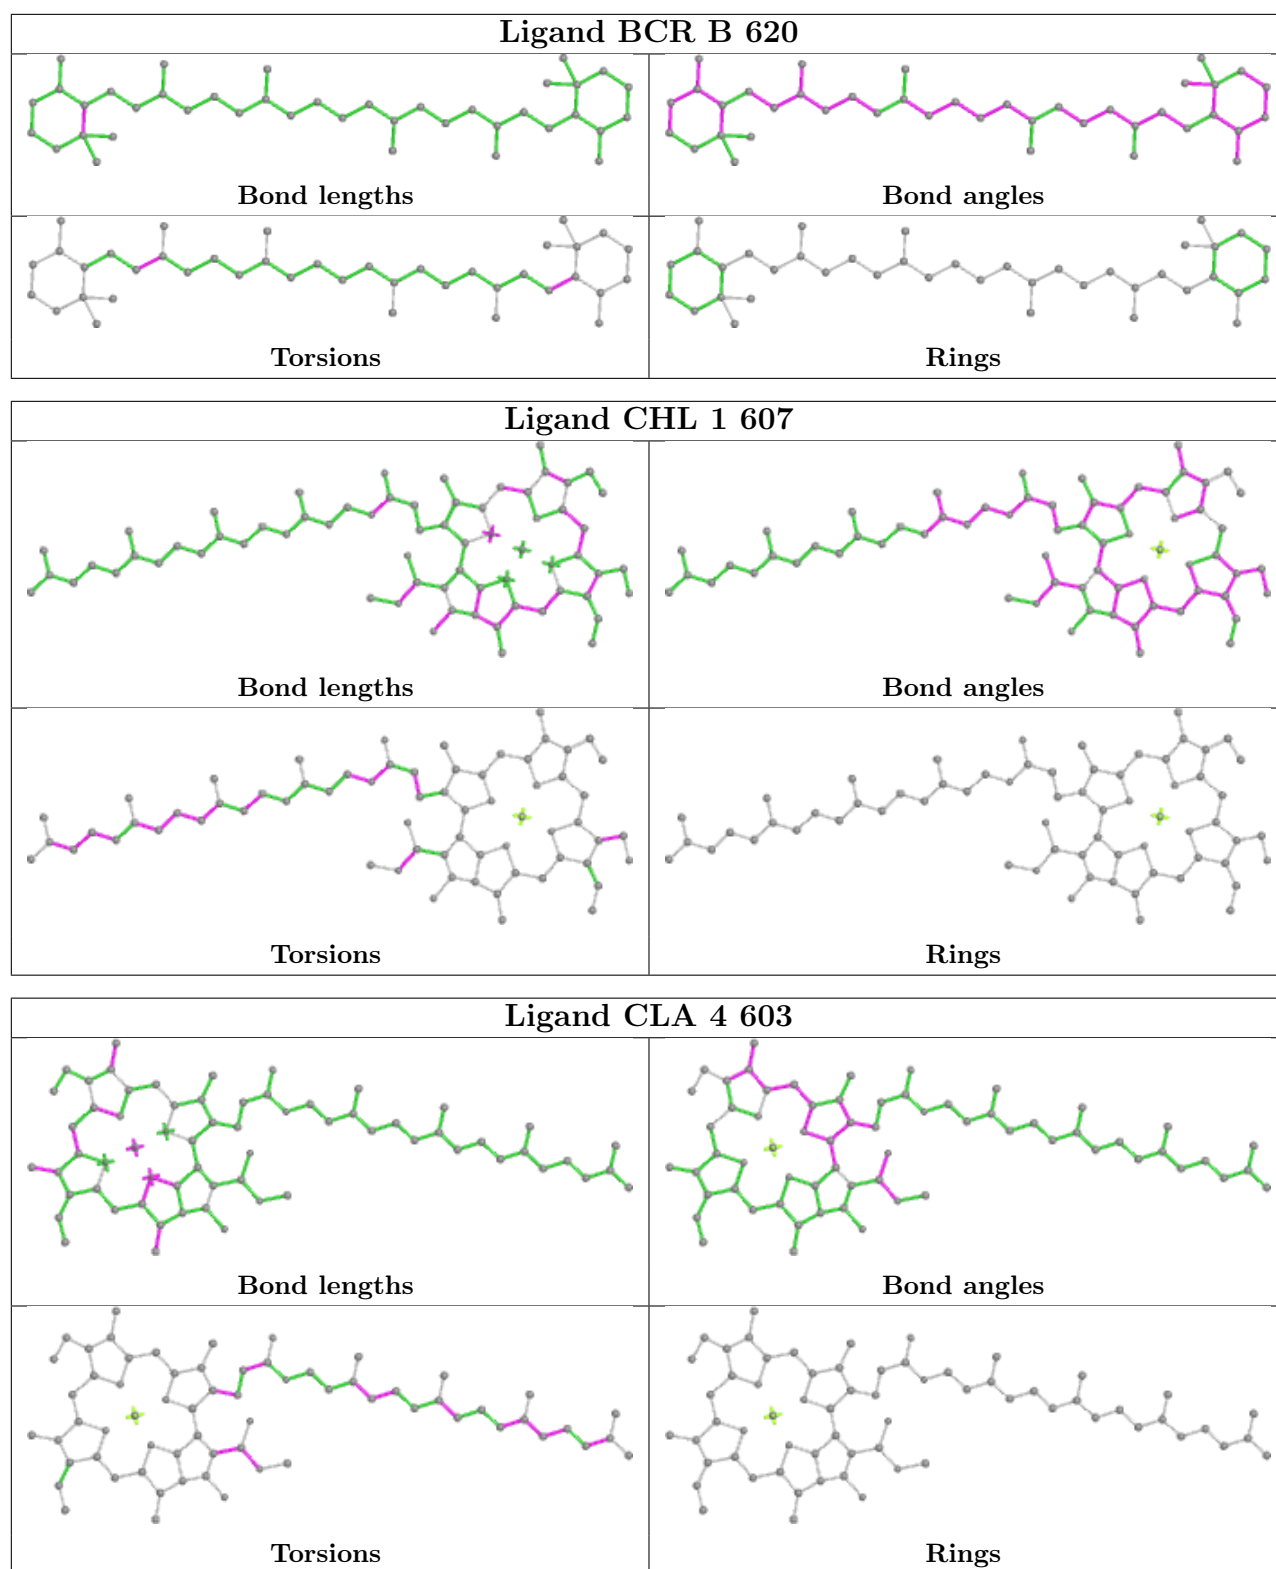 Ligand BCR B 620
Bond lengths
Bond angles
Torsions
Rings
Ligand CHL 1 607
Bond lengths
Bond angles
Torsions
Rings
Ligand CLA 4 603
Bond lengths
Bond angles
Torsions
Rings